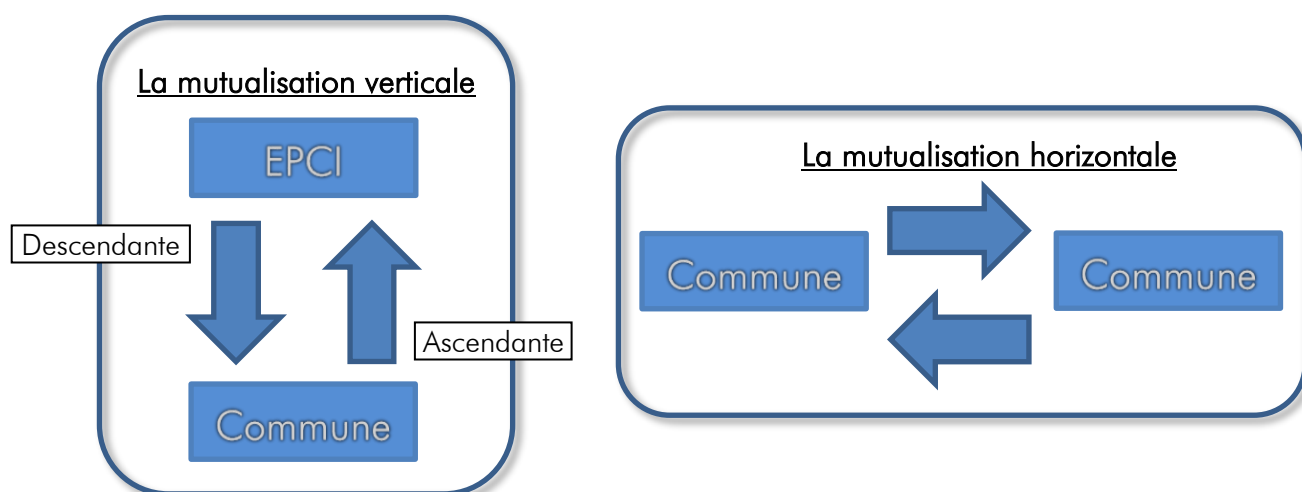 La mutualisation verticale
EPCI
Descendante
Ascendante
Commune
La mutualisation horizontale
Commune
Commune